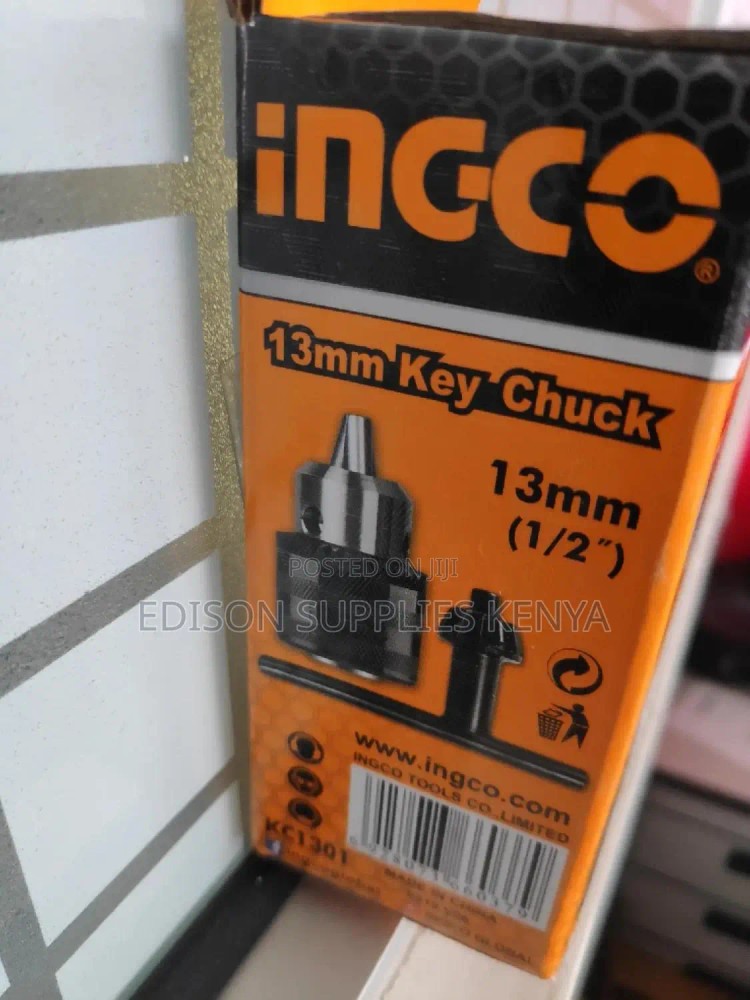 INGCO
®
13mm Key Chuck
13mm
(1/2")
POSTED ON JIJI
EDISON SUPPLIES KENYA
www.ingco.com
INGCO TOOLS CO.,LIMITED
KC1301
MADE IN CHINA